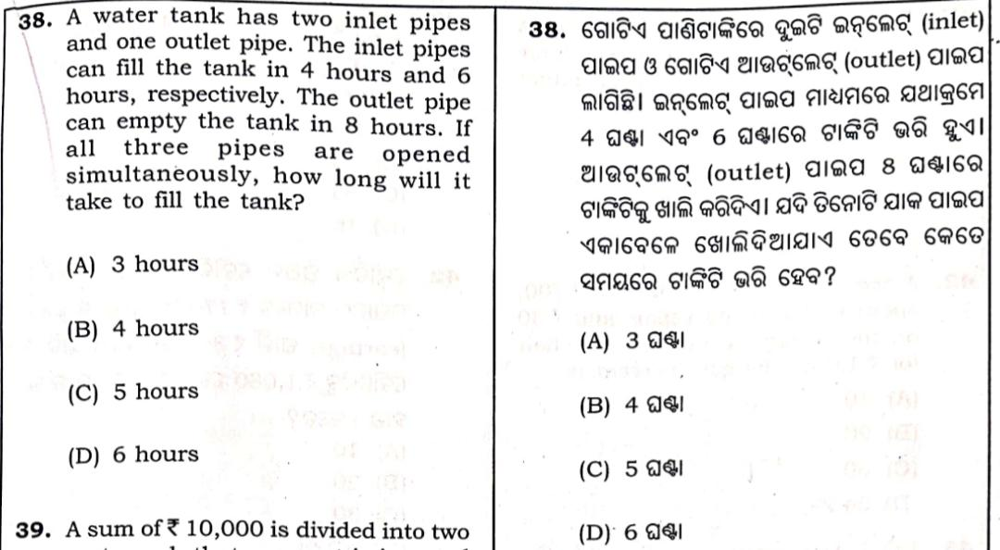 38. A water tank has two inlet pipes
and one outlet pipe. The inlet pipes
can fill the tank in 4 hours and 6
hours, respectively. The outlet pipe
can empty the tank in 8 hours. If
all three pipes are opened
simultaneously, how long will it
take to fill the tank?
(A) 3 hours
(B) 4 hours
(C) 5 hours
(D) 6 hours
39. A sum of ₹ 10,000 is divided into two
38. ଗୋଟିଏ ପାଣିଟାଙ୍କିରେ ଦୁଇଟି ଇନ୍‌ଲେଟ୍ (inlet)
ପାଇପ ଓ ଗୋଟିଏ ଆଉଟ୍‌ଲେଟ୍ (outlet) ପାଇପ
ଲାଗିଛି। ଇନ୍‌ଲେଟ୍ ପାଇପ ମାଧ୍ୟମରେ ଯଥାକ୍ରମେ
4 ଘଣ୍ଟା ଏବଂ 6 ଘଣ୍ଟାରେ ଟାଙ୍କିଟି ଭରି ହୁଏ।
ଆଉଟ୍‌ଲେଟ୍ (outlet) ପାଇପ 8 ଘଣ୍ଟାରେ
ଟାଙ୍କିଟିକୁ ଖାଲି କରିଦିଏ। ଯଦି ତିନୋଟି ଯାକ ପାଇପ
ଏକାବେଳେ ଖୋଲିଦିଆଯାଏ ତେବେ କେତେ
ସମୟରେ ଟାଙ୍କିଟି ଭରି ହେବ?
(A) 3 ଘଣ୍ଟା
(B) 4 ଘଣ୍ଟା
(C) 5 ଘଣ୍ଟା
(D) 6 ଘଣ୍ଟା